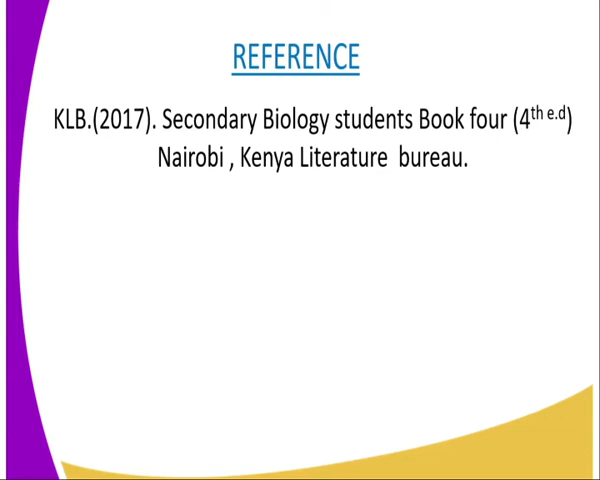 REFERENCE
KLB.(2017). Secondary Biology students Book four (4th e.d)
Nairobi , Kenya Literature bureau.